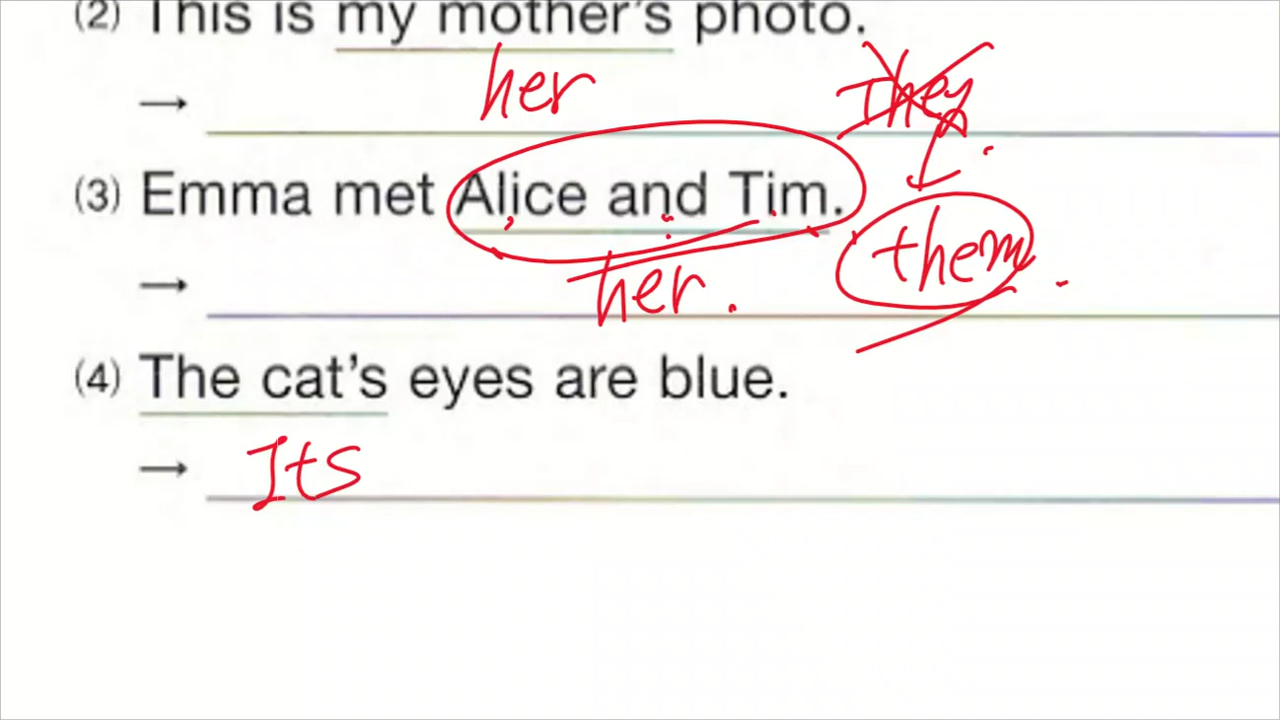 (2) This is my mother's photo.
→ her They
(3) Emma met Alice and Tim.
→ her. them.
(4) The cat's eyes are blue.
→ Its